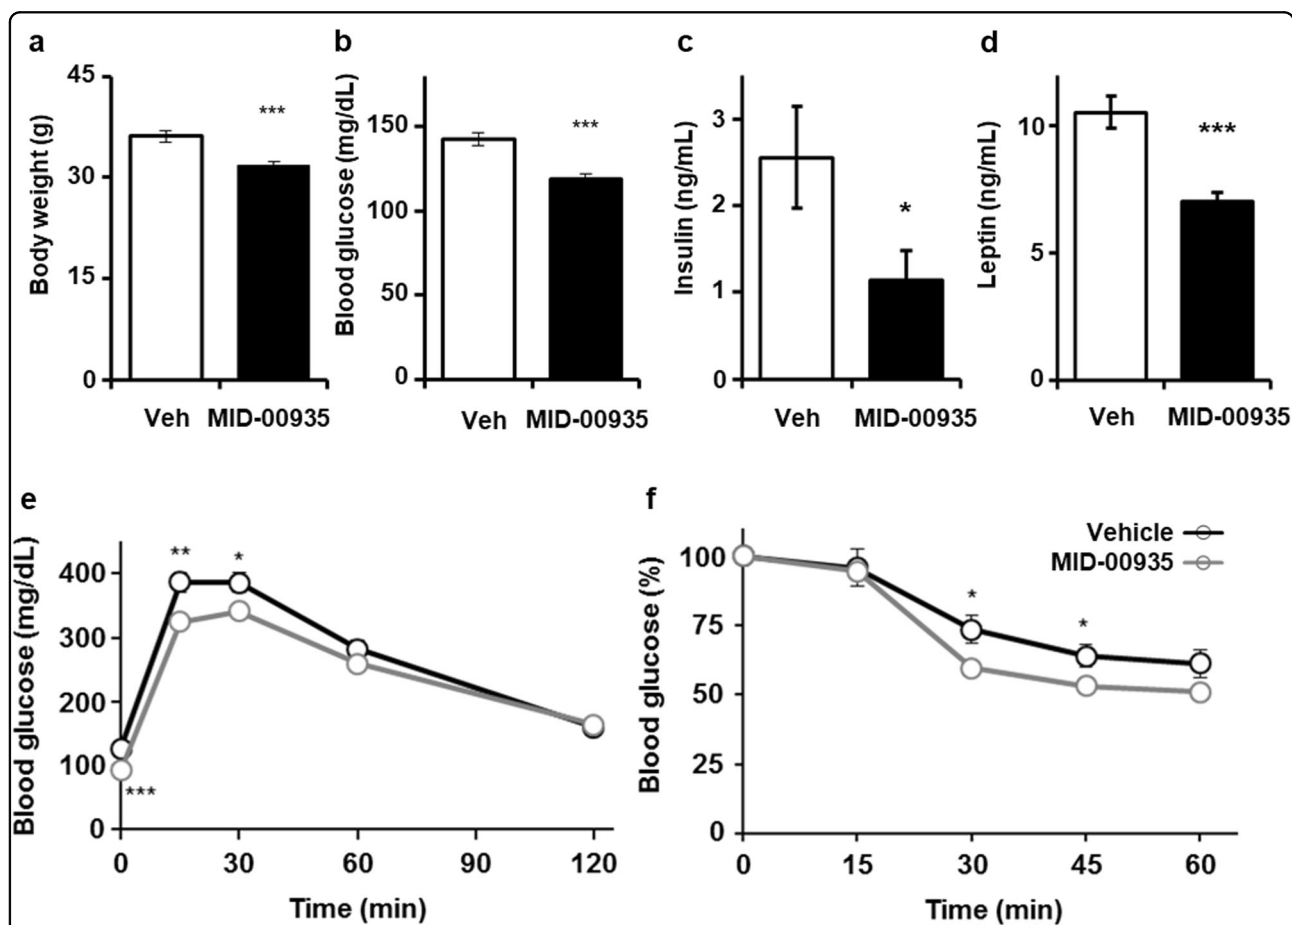 a
Body weight (g)
45
30
15
0
***
Veh MID-00935
b
Blood glucose (mg/dL)
150
100
50
0
***
Veh MID-00935
c
Insulin (ng/mL)
3
2
1
0
*
Veh MID-00935
d
Leptin (ng/mL)
10
5
0
***
Veh MID-00935
e
Blood glucose (mg/dL)
400
300
200
100
0
** *
***
0 30 60 90 120
Time (min)
f
Blood glucose (%)
100
75
50
25
0
Vehicle
MID-00935
* *
0 15 30 45 60
Time (min)